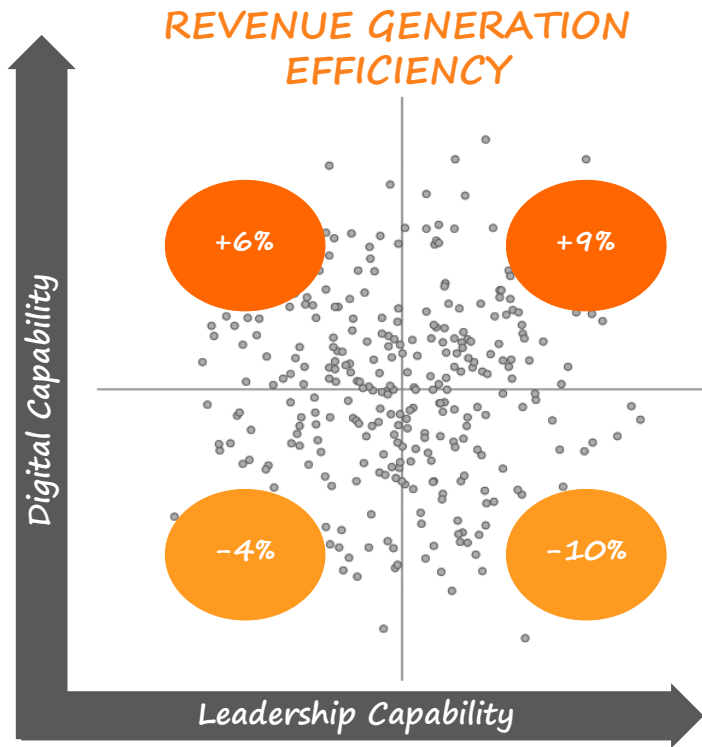 REVENUE GENERATION
EFFICIENCY
+6%
+9%
Digital Capability
-4%
-10%
Leadership Capability